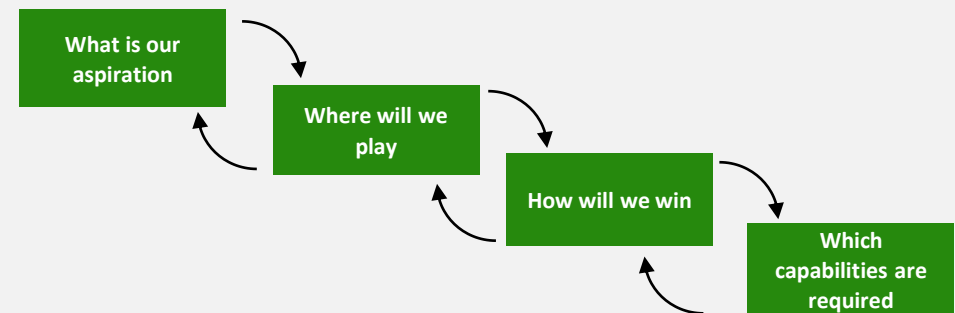 What is our
aspiration
Where will we
play
How will we win
Which
capabilities are
required